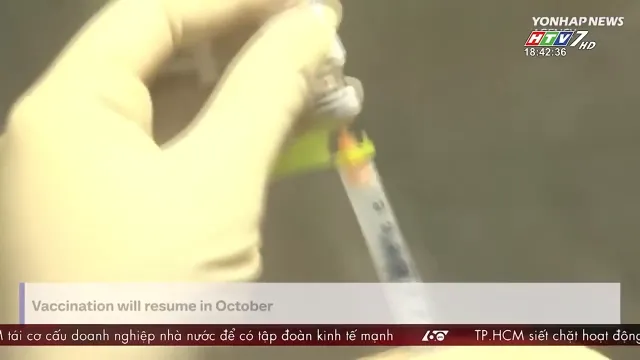 YONHAP NEWS
HTV7 HD
18:42:36
Vaccination will resume in October
M tái cơ cấu doanh nghiệp nhà nước để có tập đoàn kinh tế mạnh 60 TP.HCM siết chặt hoạt động